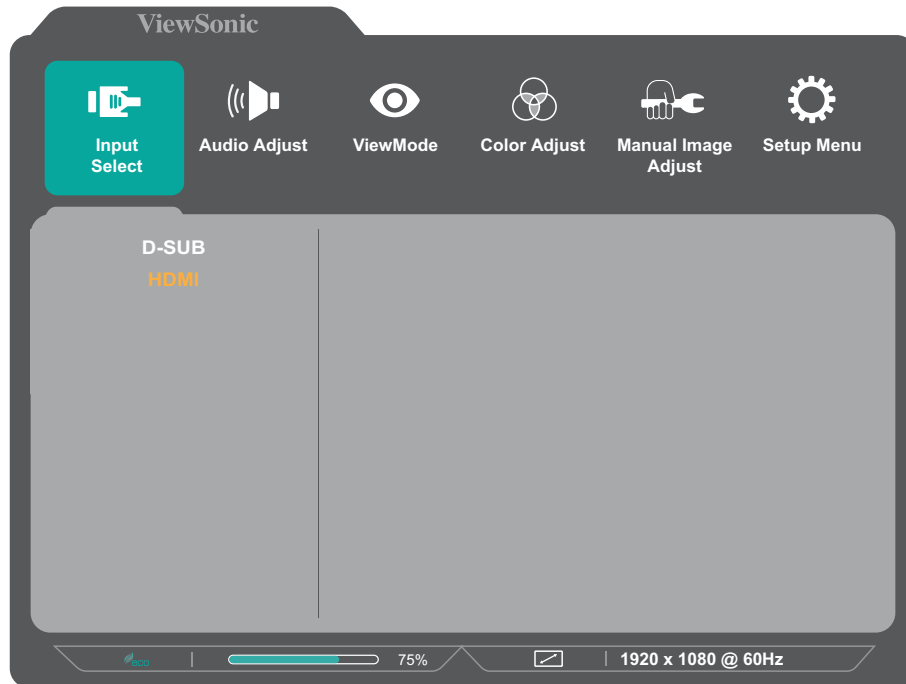 ViewSonic
Input
Select
Audio Adjust
ViewMode
Color Adjust
Manual Image
Adjust
Setup Menu
D-SUB
HDMI
eco
75%
1920 x 1080 @ 60Hz